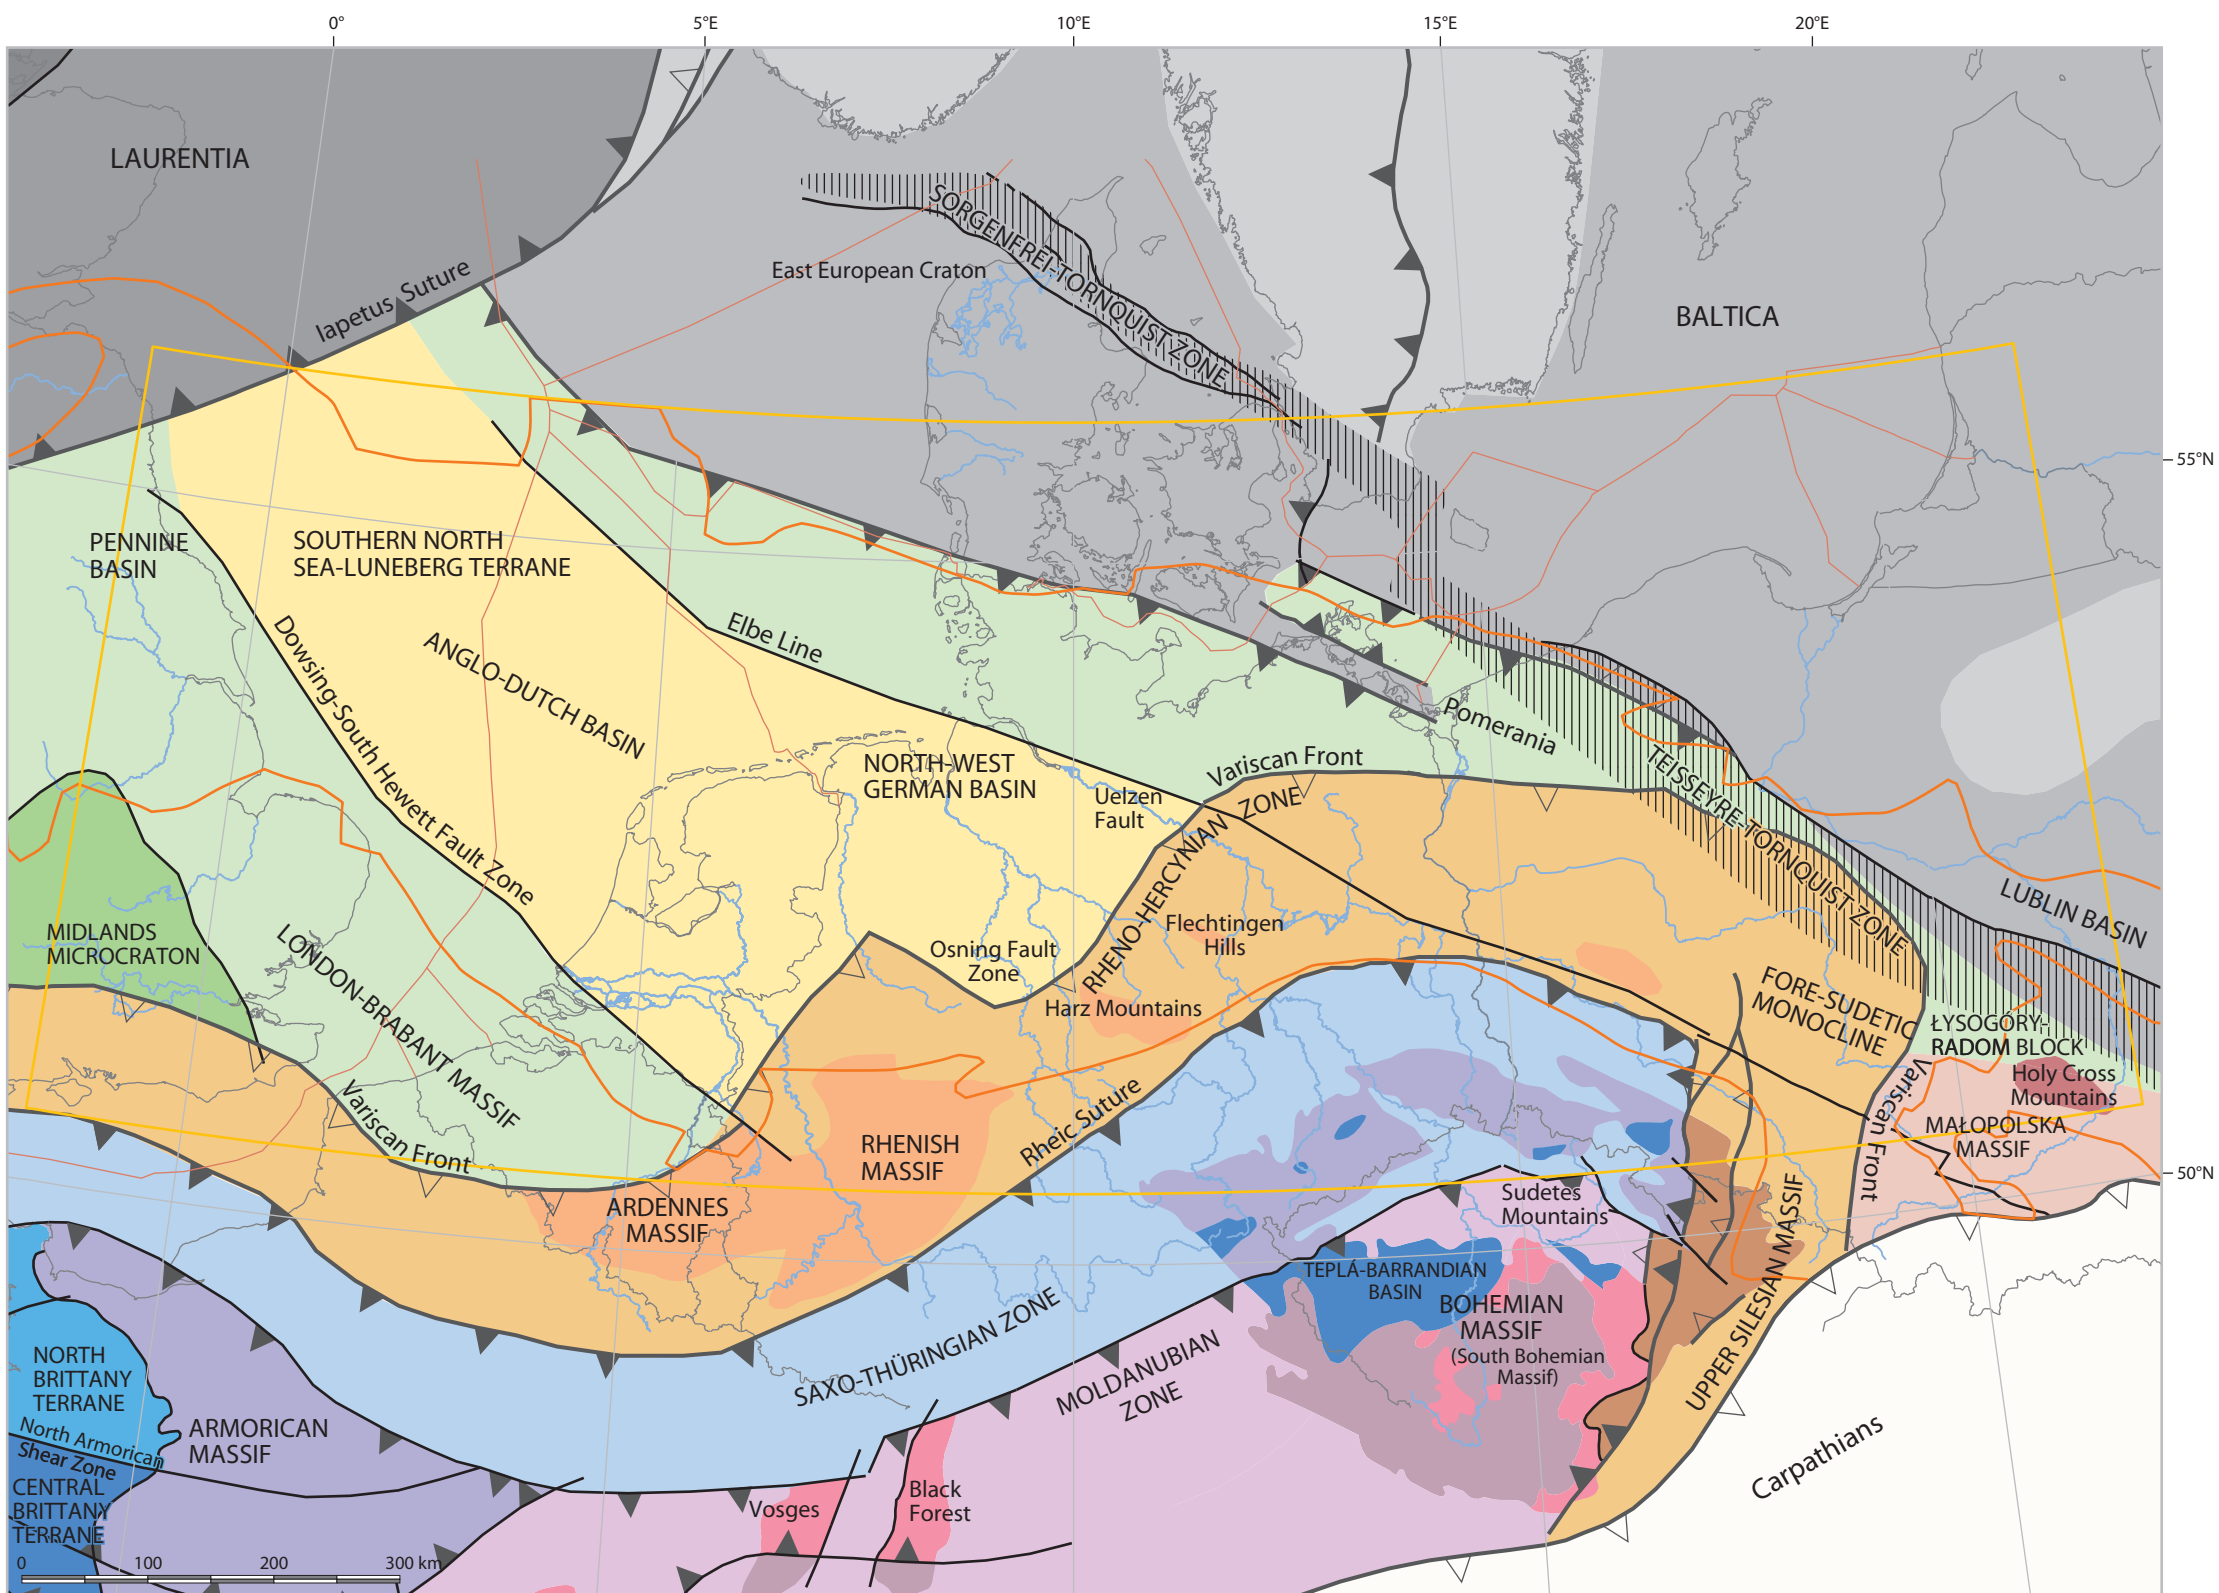 0°
5°E
10°E
15°E
20°E
LAURENTIA
SORGENFREI-TORNQUIST ZONE
East European Craton
Iapetus Suture
BALTICA
55°N
PENNINE
BASIN
SOUTHERN NORTH
SEA-LUNEBERG TERRANE
Elbe Line
ANGLO-DUTCH BASIN
Dowsing-South Hewett Fault Zone
Pomerania
Variscan Front
NORTH-WEST
GERMAN BASIN
TEISSEYRE-TORNQUIST ZONE
Uelzen
Fault
RHENO-HERCYNIAN ZONE
LUBLIN BASIN
MIDLANDS
MICROCRATON
LONDON-BRABANT MASSIF
Flechtingen
Hills
Osning Fault
Zone
Harz Mountains
FORE-SUDETIC
MONOCLINE
ŁYSOGÓRY-
RADOM BLOCK
Holy Cross
Mountains
Variscan Front
MAŁOPOLSKA
MASSIF
Variscan Front
Rheic Suture
RHENISH
MASSIF
50°N
ARDENNES
MASSIF
Sudetes
Mountains
UPPER SILESIAN MASSIF
TEPLÁ-BARRANDIAN
BASIN
BOHEMIAN
MASSIF
(South Bohemian
Massif)
SAXO-THÜRINGIAN ZONE
MOLDANUBIAN
ZONE
NORTH
BRITTANY
TERRANE
ARMORICAN
MASSIF
North Armorican
Shear Zone
CENTRAL
BRITTANY
TERRANE
Vosges
Black
Forest
Carpathians
0
100
200
300 km